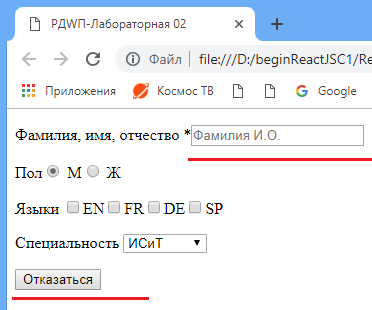 РДWП-Лабораторная 02
Файл file:///D:/beginReactJSC1/Re
Приложения Космос ТВ Google
Фамилия, имя, отчество *Фамилия И.О.
Пол М Ж
Языки EN FR DE SP
Специальность ИСиТ
Отказаться